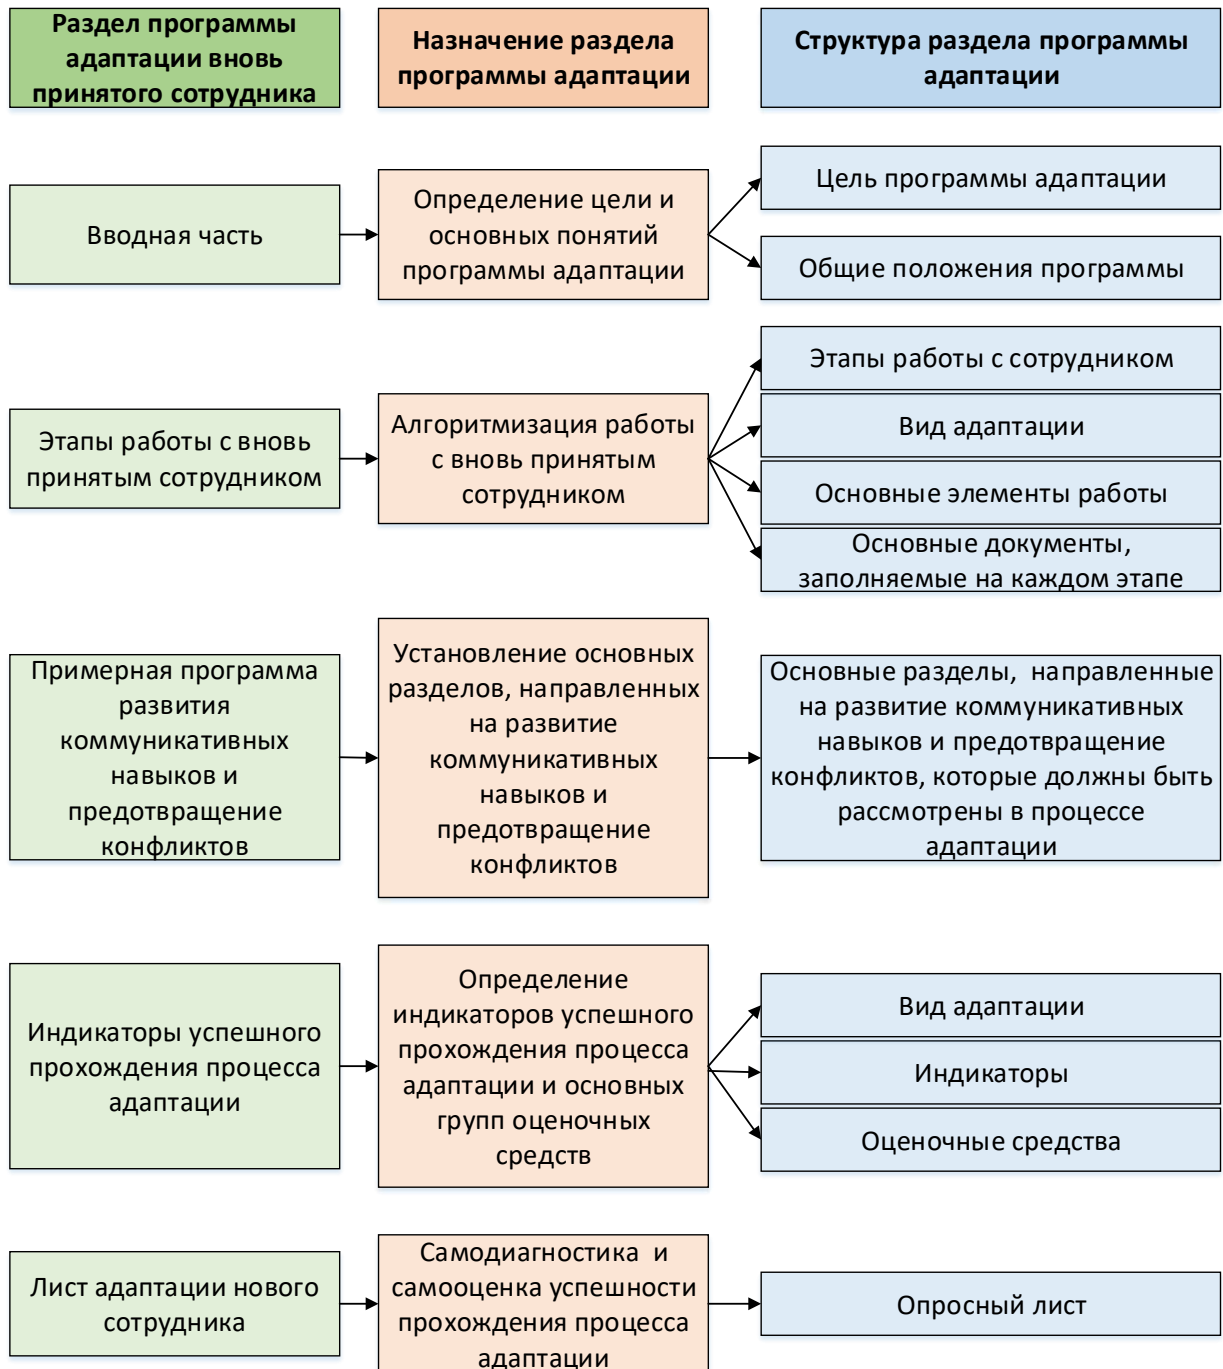 Раздел программы
адаптации вновь
принятого сотрудника
Назначение раздела
программы адаптации
Структура раздела программы
адаптации
Вводная часть
Определение цели и
основных понятий
программы адаптации
Цель программы адаптации
Общие положения программы
Этапы работы с вновь
принятым сотрудником
Алгоритмизация работы
с вновь принятым
сотрудником
Этапы работы с сотрудником
Вид адаптации
Основные элементы работы
Основные документы,
заполняемые на каждом этапе
Примерная программа
развития
коммуникативных
навыков и
предотвращение
конфликтов
Установление основных
разделов, направленных
на развитие
коммуникативных
навыков и
предотвращение
конфликтов
Основные разделы,  направленные
на развитие коммуникативных
навыков и предотвращение
конфликтов, которые должны быть
рассмотрены в процессе
адаптации
Индикаторы успешного
прохождения процесса
адаптации
Определение
индикаторов успешного
прохождения процесса
адаптации и основных
групп оценочных
средств
Вид адаптации
Индикаторы
Оценочные средства
Лист адаптации нового
сотрудника
Самодиагностика  и
самооценка успешности
прохождения процесса
адаптации
Опросный лист